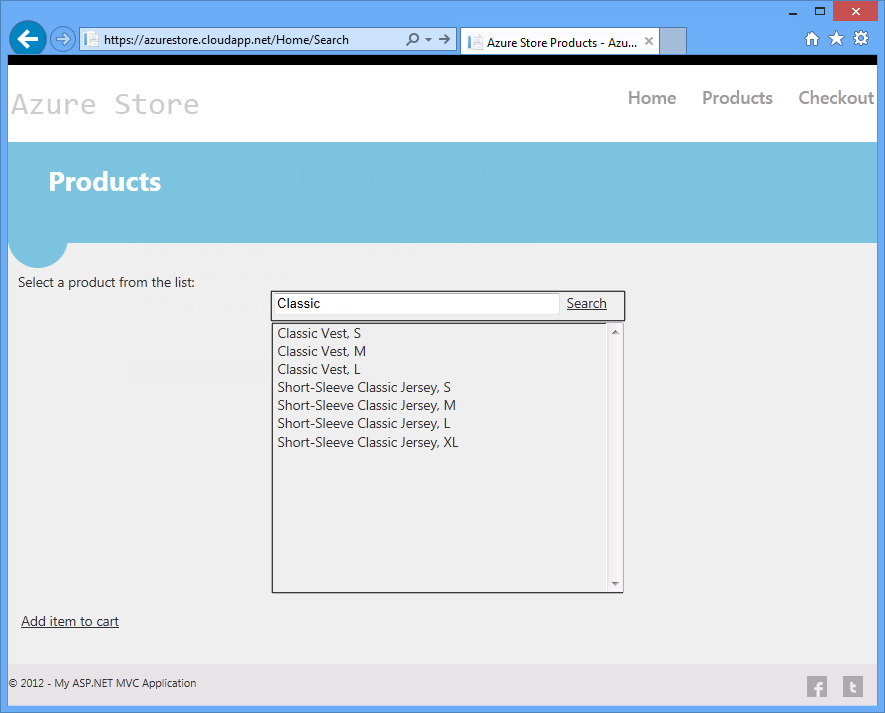 https://azurestore.cloudapp.net/Home/Search
Azure Store Products - Azu...
Azure Store
Home Products Checkout
Products
Select a product from the list:
Classic Search
Classic Vest, S
Classic Vest, M
Classic Vest, L
Short-Sleeve Classic Jersey, S
Short-Sleeve Classic Jersey, M
Short-Sleeve Classic Jersey, L
Short-Sleeve Classic Jersey, XL
Add item to cart
© 2012 - My ASP.NET MVC Application